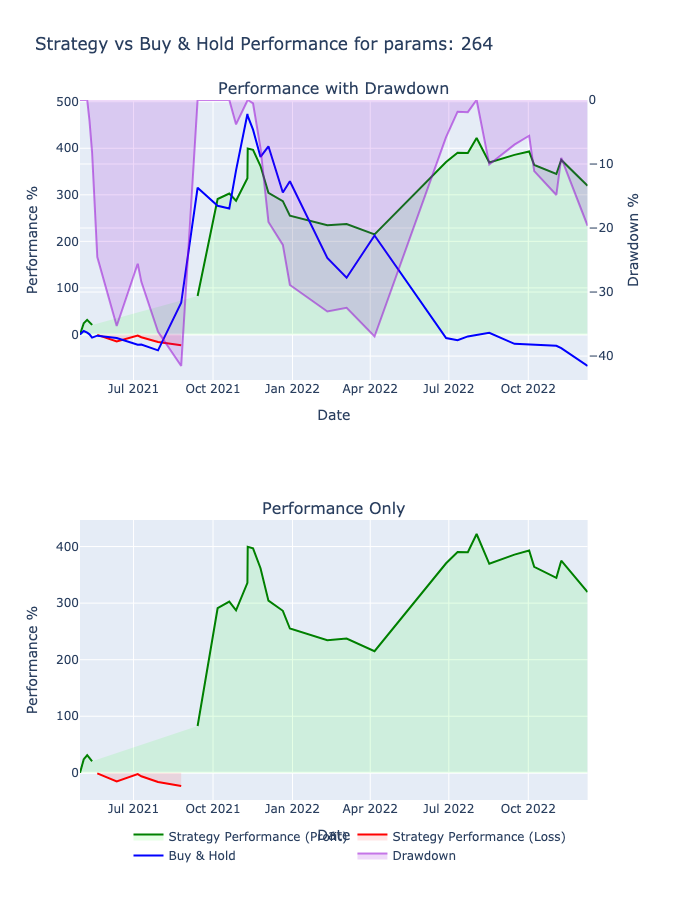 Strategy vs Buy & Hold Performance for params: 264
Performance with Drawdown
500
400
300
200
100
0
Performance %
0
−10
−20
−30
−40
Drawdown %
Jul 2021 Oct 2021 Jan 2022 Apr 2022 Jul 2022 Oct 2022
Date
Performance Only
400
300
200
100
0
Performance %
Jul 2021 Oct 2021 Jan 2022 Apr 2022 Jul 2022 Oct 2022
Date
Strategy Performance (Profit) Strategy Performance (Loss)
Buy & Hold Drawdown